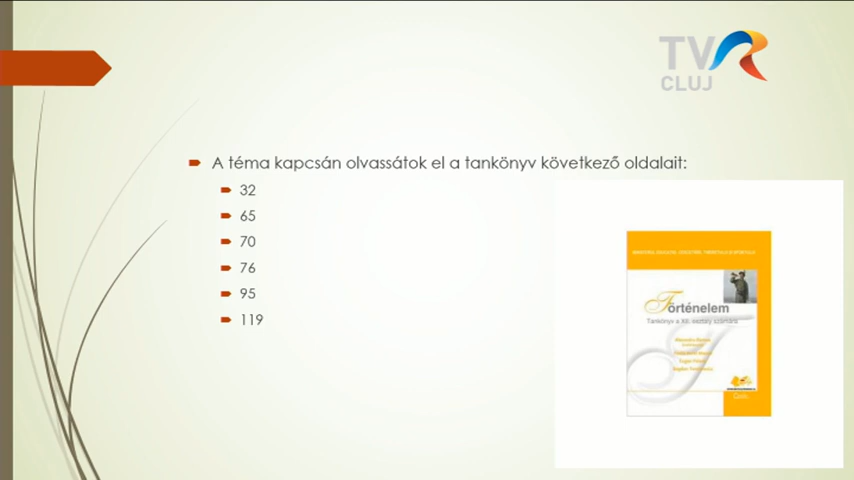 TVR
CLUJ
A téma kapcsán olvassátok el a tankönyv következő oldalait:
32
65
70
76
95
119
Történelem
Tankönyv a XII. osztály számára